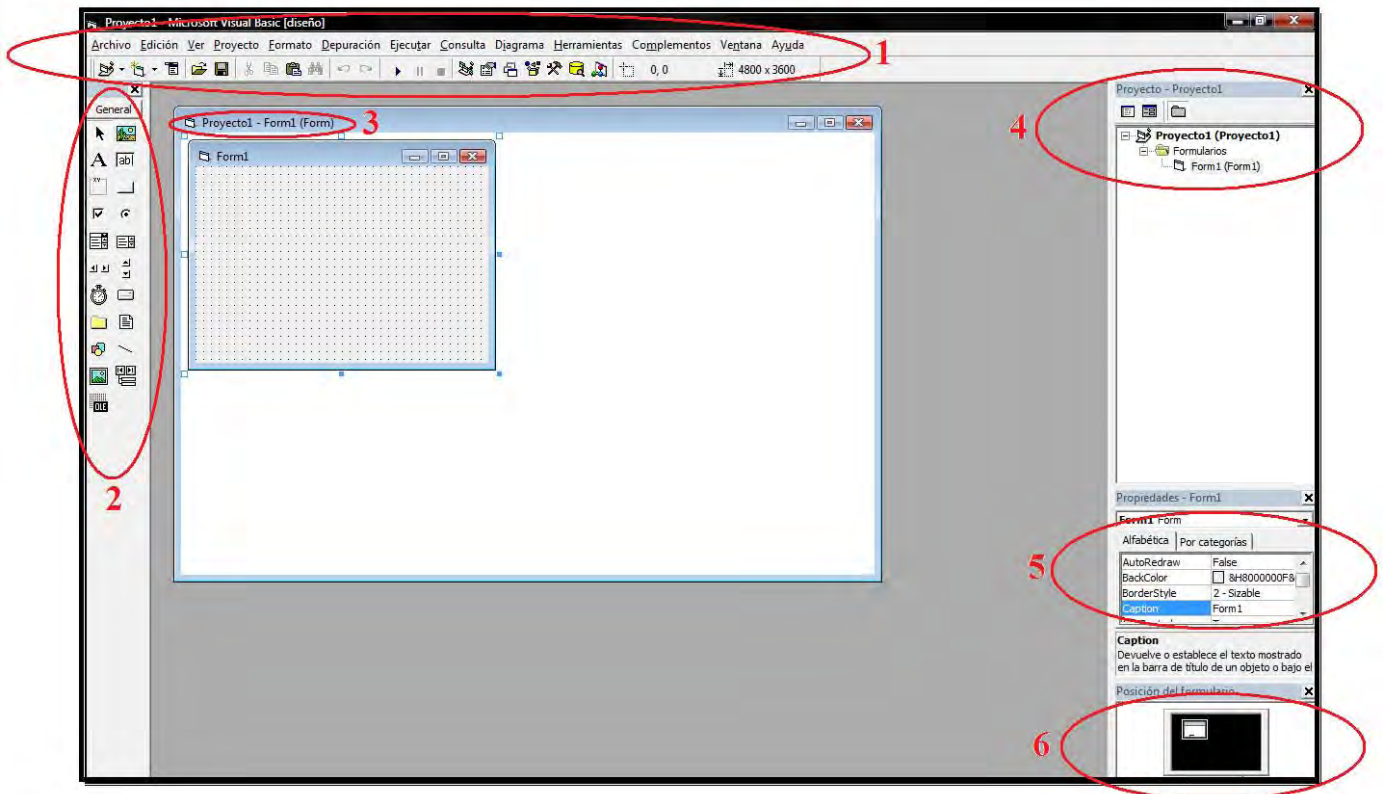 Proyecto1 - Microsoft Visual Basic [diseño]
Archivo Edición Ver Proyecto Formato Depuración Ejecutar Consulta Diagrama Herramientas Complementos Ventana Ayuda
1
0, 0 4800 x 3600
General
A ab|
XY
OLE
2
Proyecto1 - Form1 (Form)
3
Form1
4
Proyecto - Proyecto1
Proyecto1 (Proyecto1)
Formularios
Form1 (Form1)
5
Propiedades - Form1
Form1 Form
Alfabética Por categorías
AutoRedraw False
BackColor &H8000000F&
BorderStyle 2 - Sizable
Caption Form1
Caption
Devuelve o establece el texto mostrado
en la barra de título de un objeto o bajo el
6
Posición del formulario